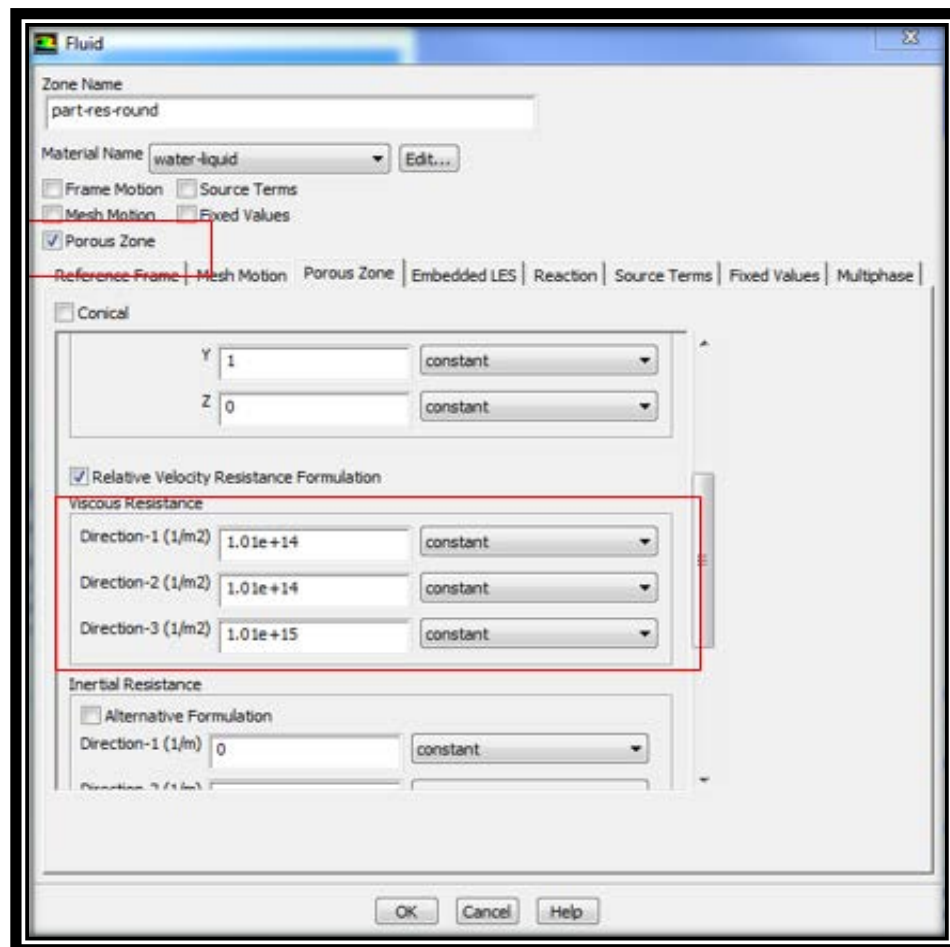 Fluid
Zone Name
part-res-round
Material Name water-liquid Edit...
Frame Motion Source Terms
Mesh Motion Fixed Values
Porous Zone
Reference Frame Mesh Motion Porous Zone Embedded LES Reaction Source Terms Fixed Values Multiphase
Conical
Y 1 constant
Z 0 constant
Relative Velocity Resistance Formulation
Viscous Resistance
Direction-1 (1/m2) 1.01e+14 constant
Direction-2 (1/m2) 1.01e+14 constant
Direction-3 (1/m2) 1.01e+15 constant
Inertial Resistance
Alternative Formulation
Direction-1 (1/m) 0 constant
Direction-2 (1/m)
OK Cancel Help